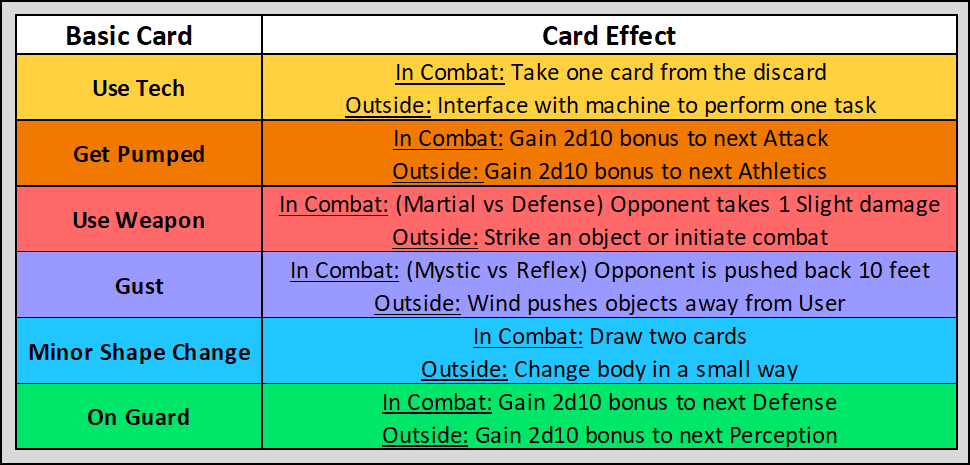 Basic Card
Card Effect
Use Tech
In Combat: Take one card from the discard
Outside: Interface with machine to perform one task
Get Pumped
In Combat: Gain 2d10 bonus to next Attack
Outside: Gain 2d10 bonus to next Athletics
Use Weapon
In Combat: (Martial vs Defense) Opponent takes 1 Slight damage
Outside: Strike an object or initiate combat
Gust
In Combat: (Mystic vs Reflex) Opponent is pushed back 10 feet
Outside: Wind pushes objects away from User
Minor Shape Change
In Combat: Draw two cards
Outside: Change body in a small way
On Guard
In Combat: Gain 2d10 bonus to next Defense
Outside: Gain 2d10 bonus to next Perception